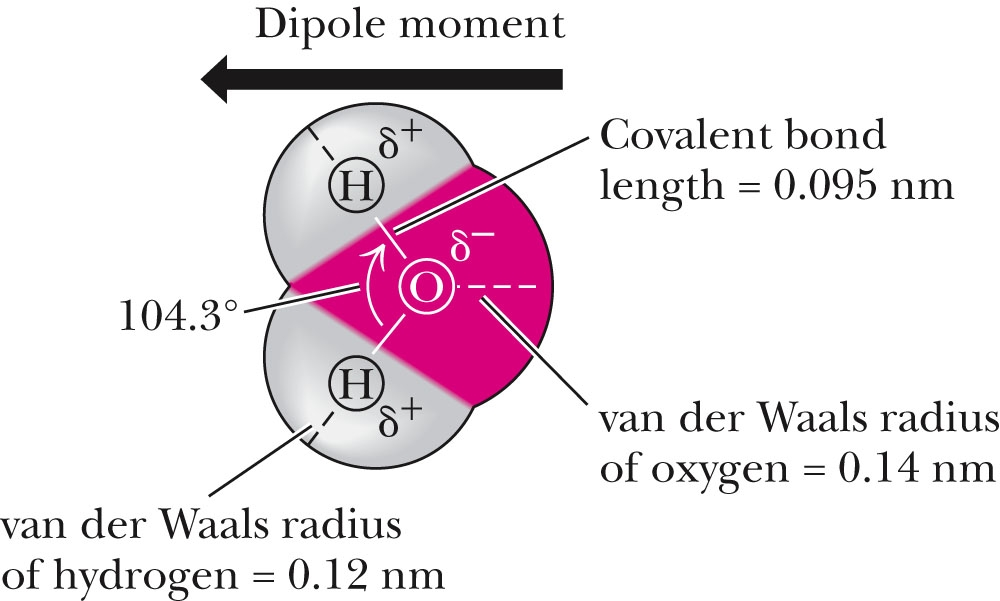 Dipole moment
δ+
H
Covalent bond
length = 0.095 nm
δ−
O
104.3°
H
δ+
van der Waals radius
of oxygen = 0.14 nm
van der Waals radius
of hydrogen = 0.12 nm